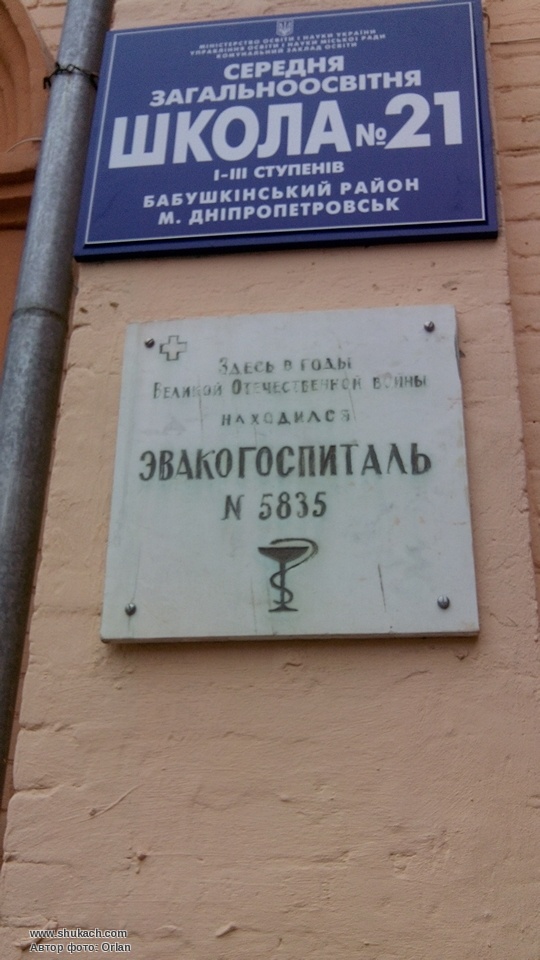 МІНІСТЕРСТВО ОСВІТИ І НАУКИ УКРАЇНИ
УПРАВЛІННЯ ОСВІТИ І НАУКИ МІСЬКОЇ РАДИ
КОМУНАЛЬНИЙ ЗАКЛАД ОСВІТИ
СЕРЕДНЯ
ЗАГАЛЬНООСВІТНЯ
ШКОЛА №21
І-ІІІ СТУПЕНІВ
БАБУШКІНСЬКИЙ РАЙОН
М. ДНІПРОПЕТРОВСЬК
ЗДЕСЬ В ГОДЫ
ВЕЛИКОЙ ОТЕЧЕСТВЕННОЙ ВОЙНЫ
НАХОДИЛСЯ
ЭВАКОГОСПИТАЛЬ
N 5835
www.shukach.com
Автор фото: Orlan